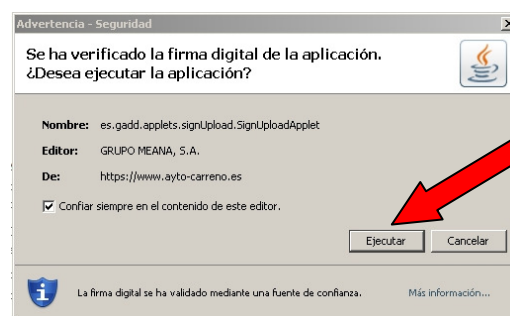 Advertencia - Seguridad
Se ha verificado la firma digital de la aplicación.
¿Desea ejecutar la aplicación?
Nombre: es.gadd.applets.signUpload.SignUploadApplet
Editor: GRUPO MEANA, S.A.
De: https://www.ayto-carreno.es
Confiar siempre en el contenido de este editor.
Ejecutar Cancelar
La firma digital se ha validado mediante una fuente de confianza. Más información...